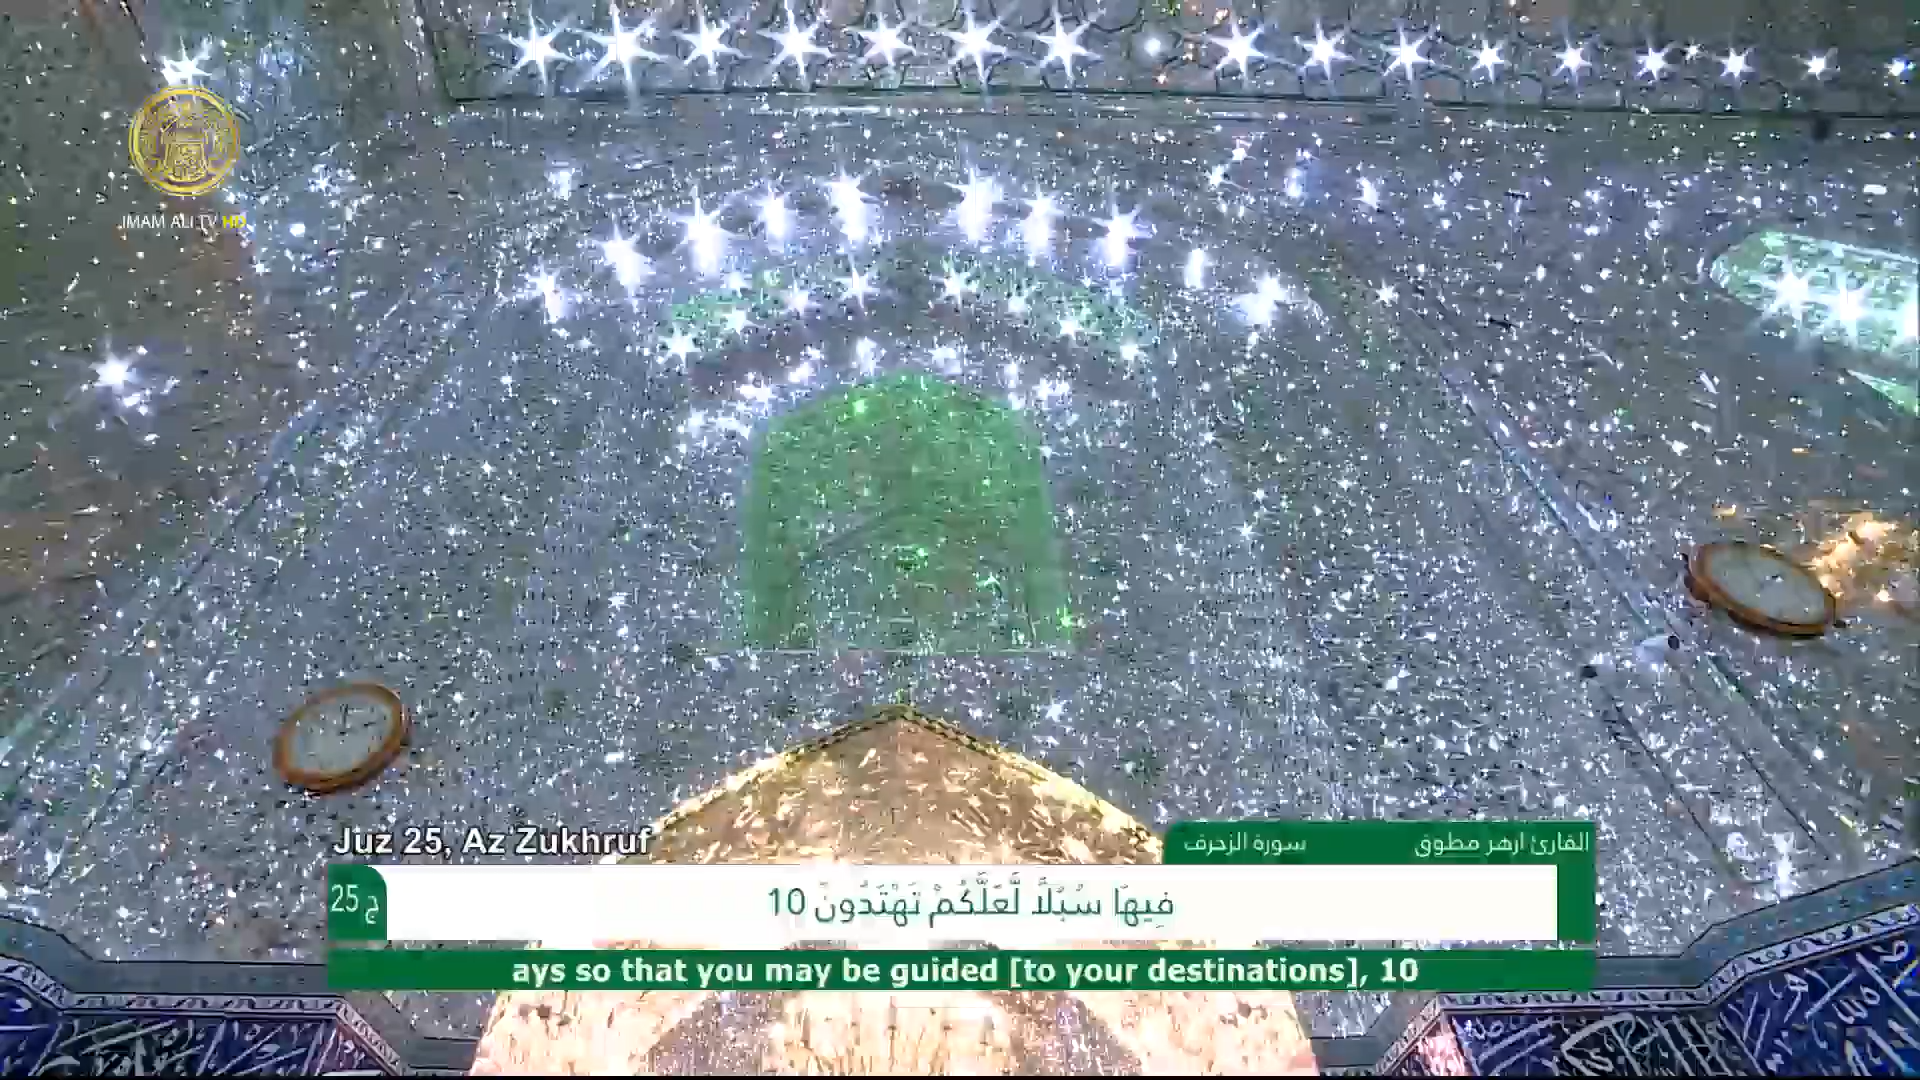 IMAM ALI TV HD
Juz 25, Az Zukhruf
سورة الزخرف
القارئ ازهر مطوق
ج 25
فِيهَا سُبُلًا لَّعَلَّكُمْ تَهْتَدُونَ 10
ays so that you may be guided [to your destinations], 10